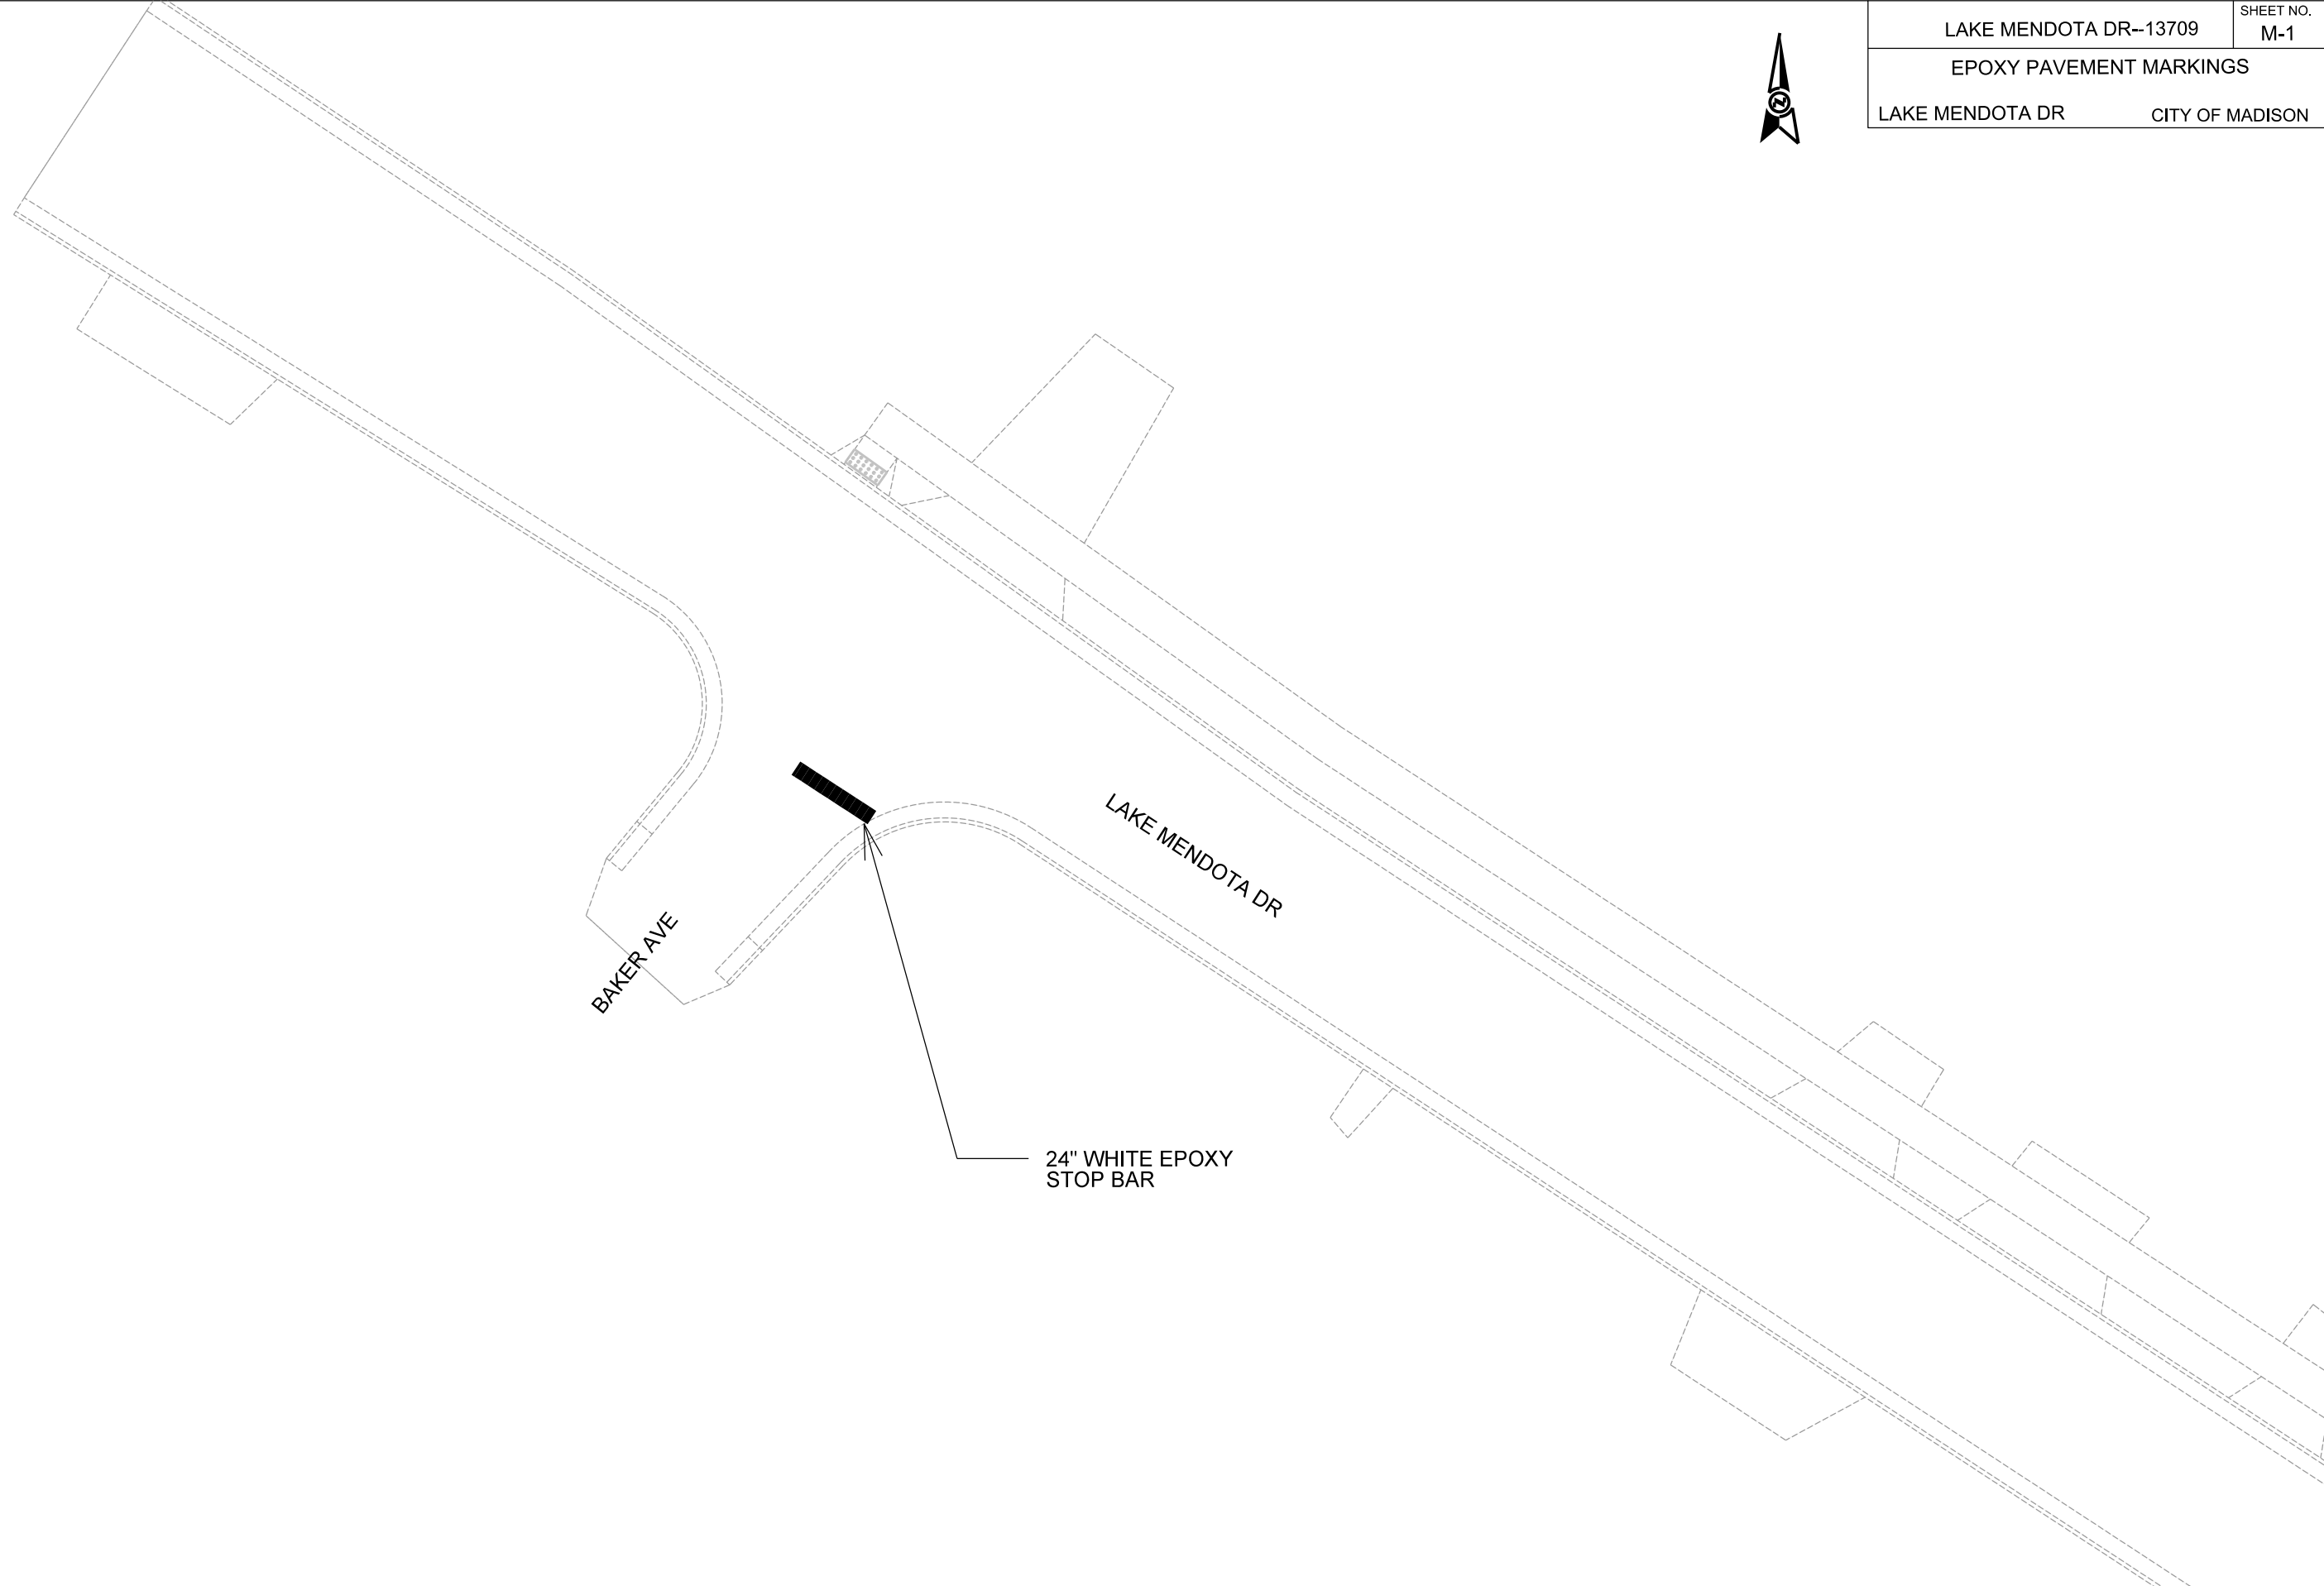 LAKE MENDOTA DR--13709
SHEET NO.
M-1
EPOXY PAVEMENT MARKINGS
LAKE MENDOTA DR
CITY OF MADISON
N
LAKE MENDOTA DR
BAKER AVE
24" WHITE EPOXY
STOP BAR